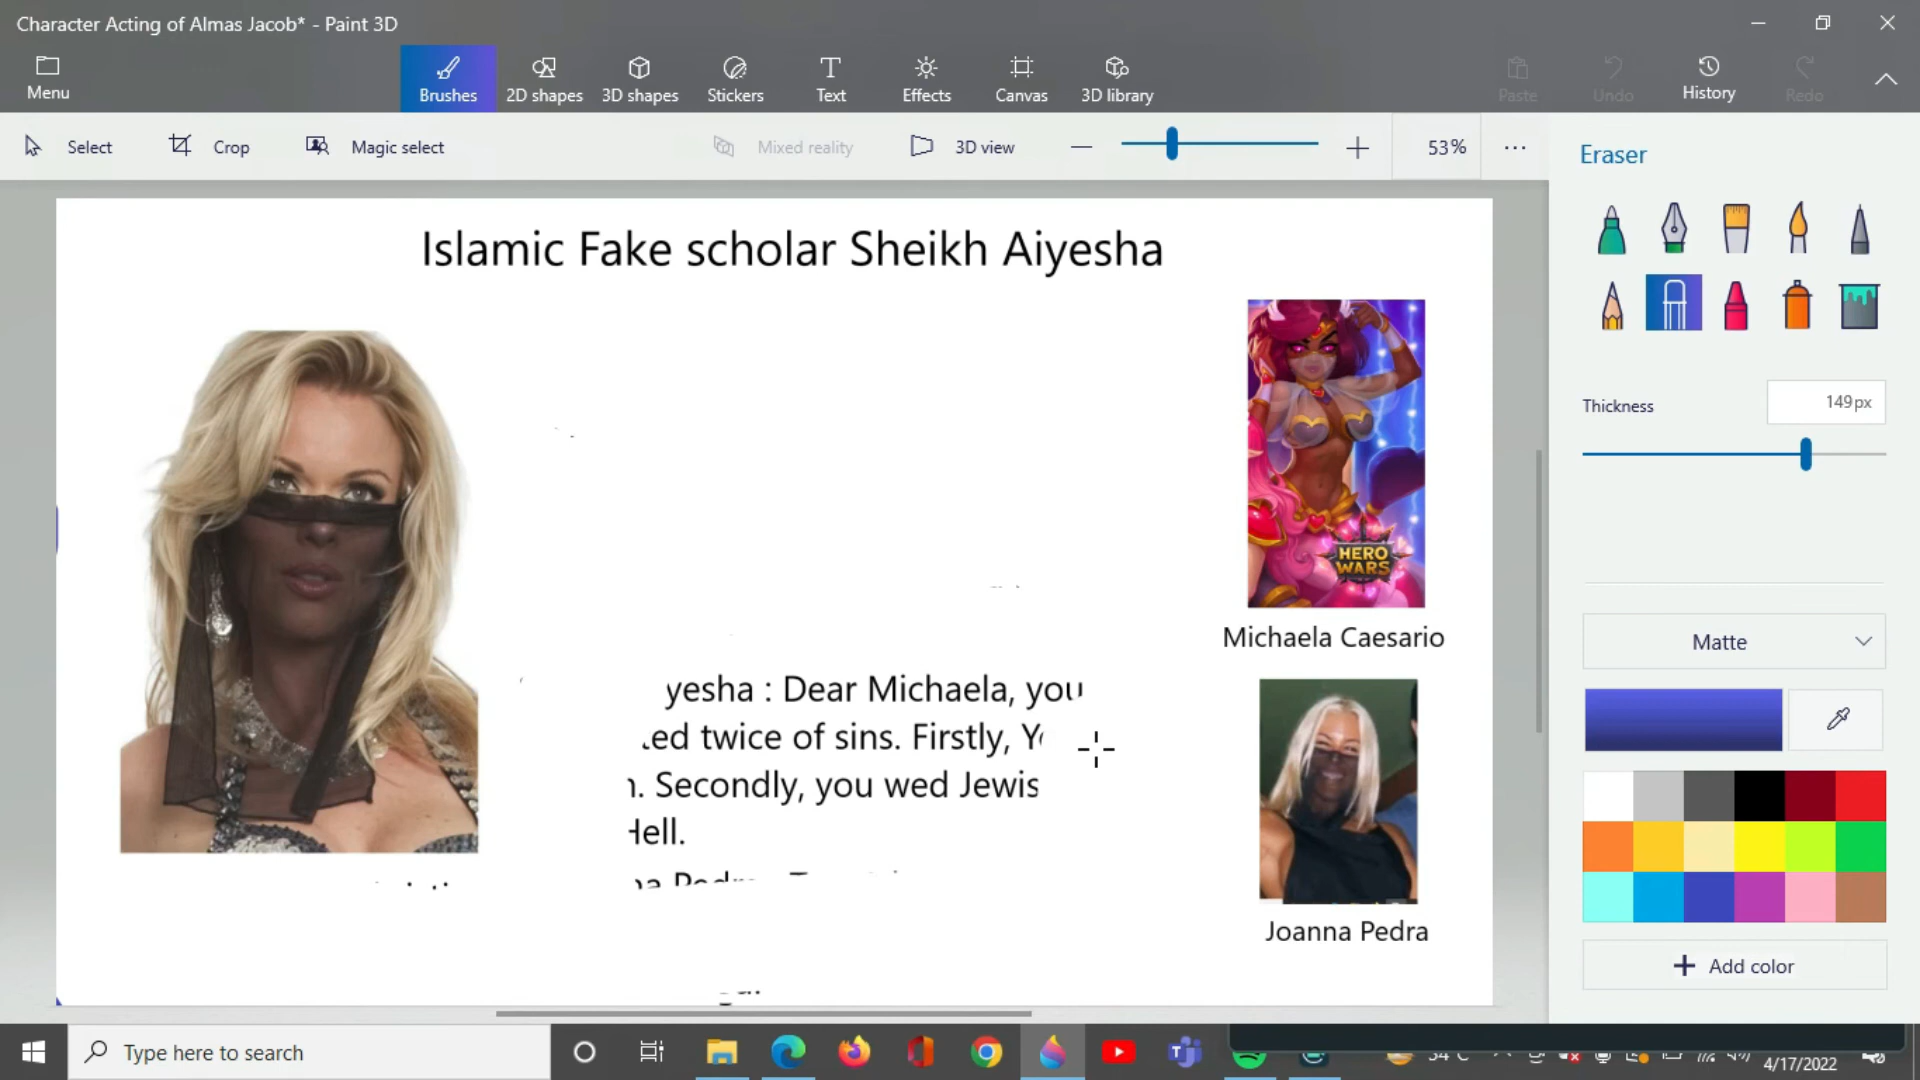 Character Acting of Almas Jacob* - Paint 3D
Menu
Brushes
2D shapes
3D shapes
Stickers
Text
Effects
Canvas
3D library
Paste
Undo
History
Redo
Select
Crop
Magic select
Mixed reality
3D view
53%
Eraser
Thickness
149px
Matte
Add color
Islamic Fake scholar Sheikh Aiyesha
HERO
WARS
Michaela Caesario
yesha : Dear Michaela, you
ted twice of sins. Firstly, Yo
n. Secondly, you wed Jewis
Hell.
Joanna Pedra
Type here to search
34°C
4/17/2022